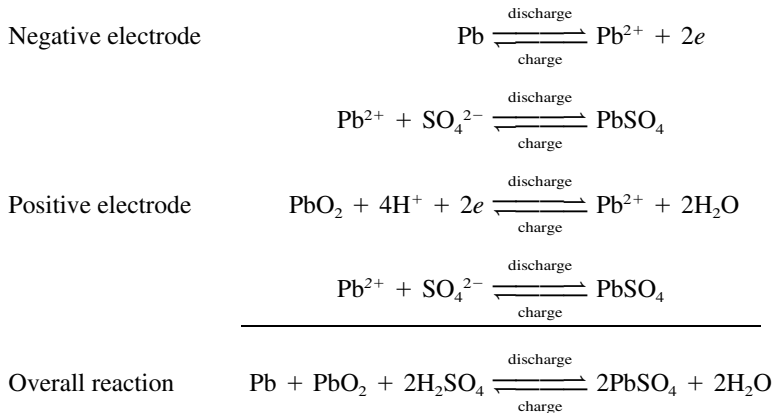 discharge
Negative electrode Pb ⇌ Pb²⁺ + 2e
charge
discharge
Pb²⁺ + SO₄²⁻ ⇌ PbSO₄
charge
discharge
Positive electrode PbO₂ + 4H⁺ + 2e ⇌ Pb²⁺ + 2H₂O
charge
discharge
Pb²⁺ + SO₄²⁻ ⇌ PbSO₄
charge
discharge
Overall reaction Pb + PbO₂ + 2H₂SO₄ ⇌ 2PbSO₄ + 2H₂O
charge